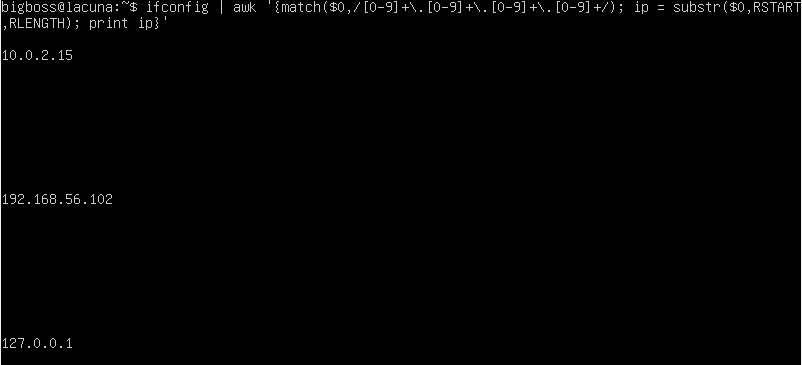 bigboss@lacuna:~$ ifconfig | awk '{match($0,/[0-9]+\.[0-9]+\.[0-9]+\.[0-9]+/); ip = substr($0,RSTART
,RLENGTH); print ip}'
10.0.2.15
192.168.56.102
127.0.0.1